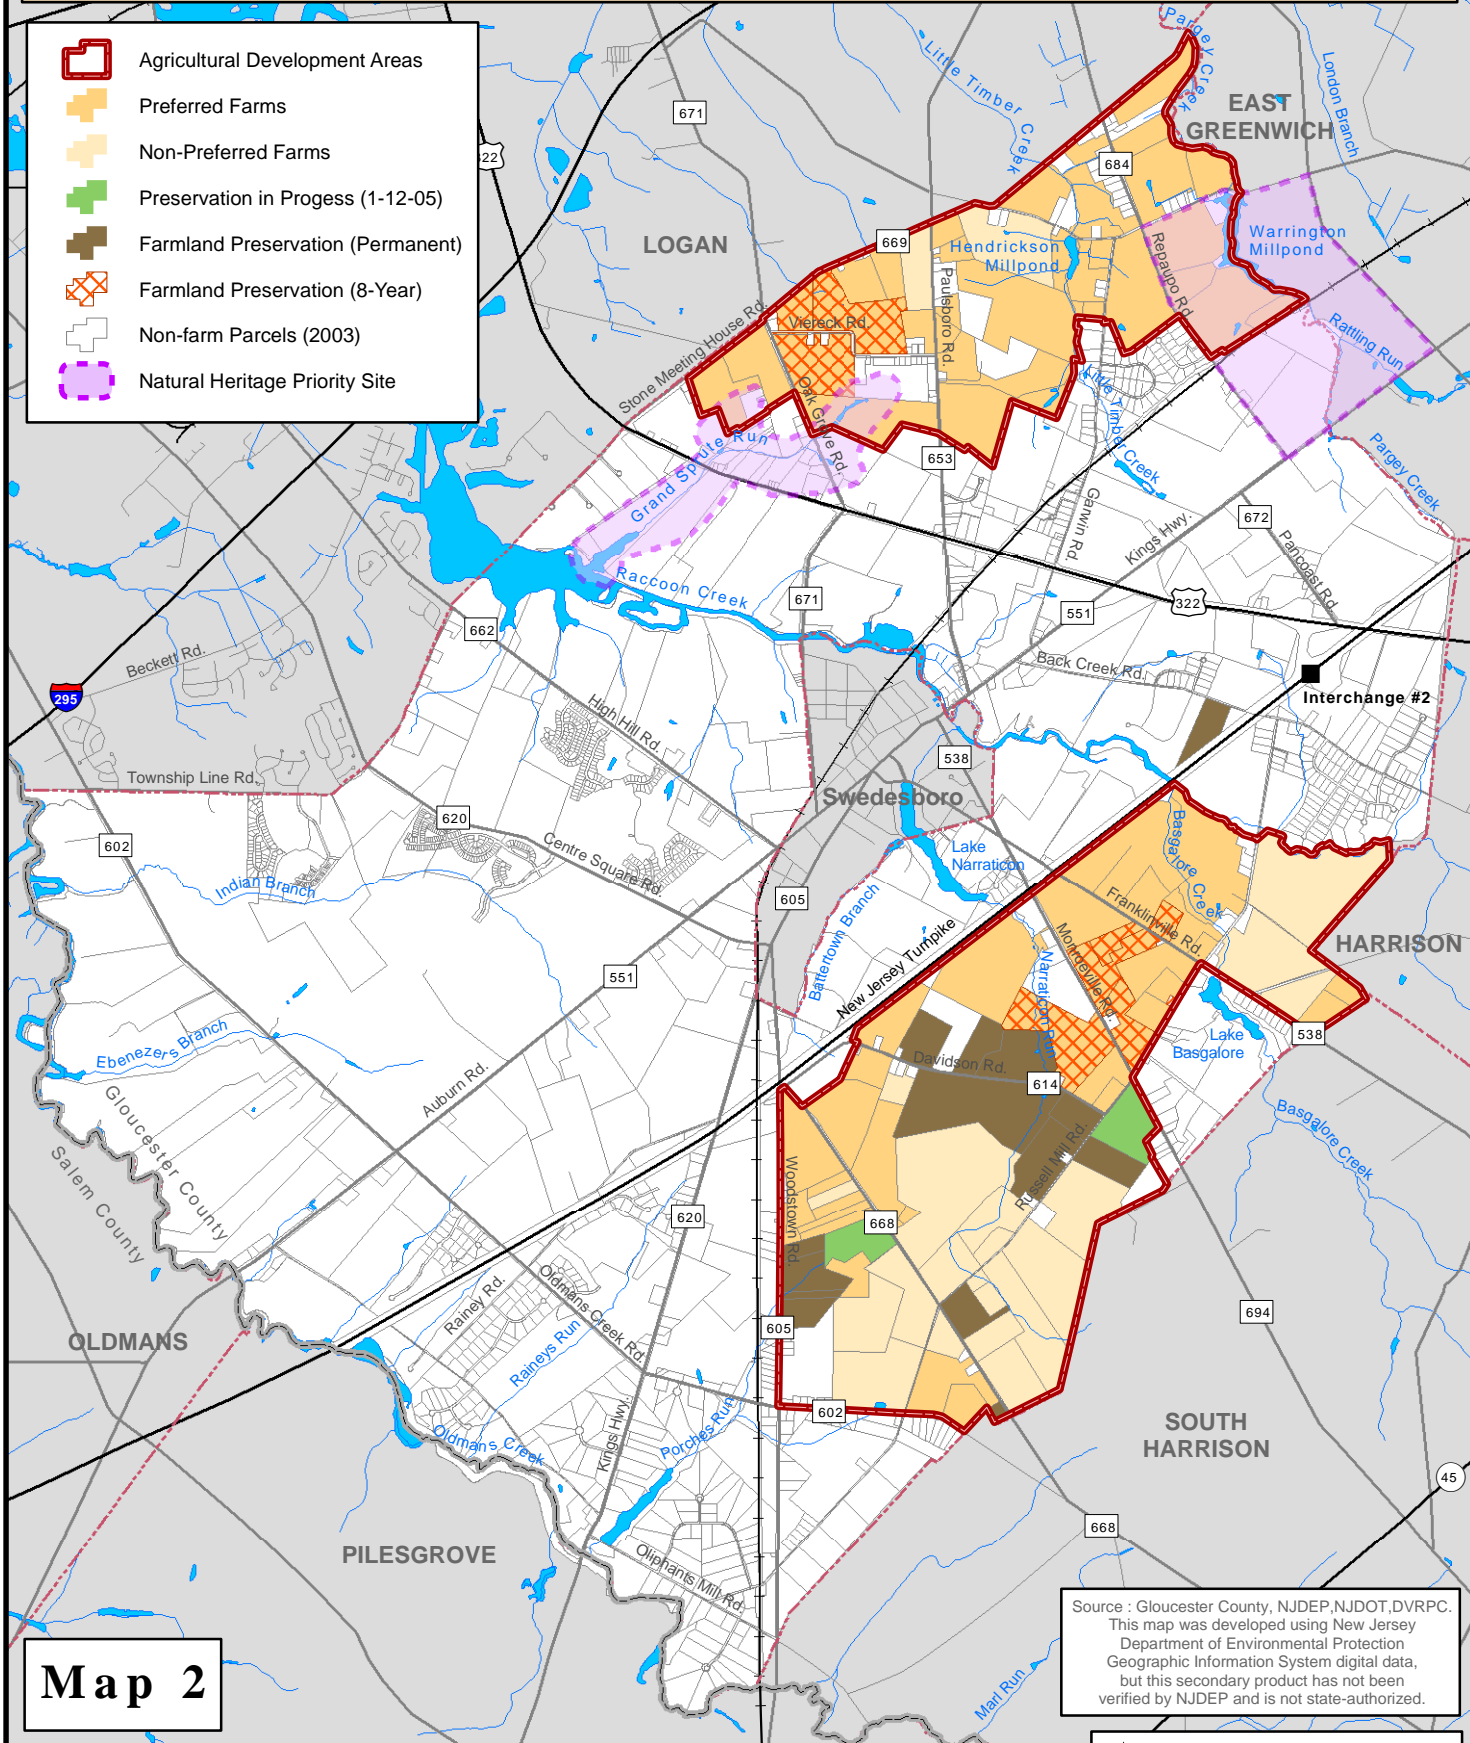 Agricultural Development Areas
Preferred Farms
Non-Preferred Farms
Preservation in Progess (1-12-05)
Farmland Preservation (Permanent)
Farmland Preservation (8-Year)
Non-farm Parcels (2003)
Natural Heritage Priority Site
Pargey Creek
Little Timber Creek
London Branch
EAST
GREENWICH
671
322
684
LOGAN
669
Hendrickson
Millpond
Warrington
Millpond
Repaupo Rd.
Paulsboro Rd.
Viereck Rd.
Stone Meeting House Rd.
Rattling Run
Oak Grove Rd.
Little Timber Creek
Grand Sprute Run
653
Pargey Creek
Garwin Rd
Kings Hwy.
672
Pancoast Rd.
Raccoon Creek
671
551
322
662
Beckett Rd.
295
Back Creek Rd.
Interchange #2
High Hill Rd.
538
Township Line Rd.
Swedesboro
620
602
Centre Square Rd.
Lake
Narraticon
Basgalore Creek
Indian Branch
605
Battertown Branch
Franklinville Rd.
HARRISON
551
New Jersey Turnpike
Monroeville Rd.
Narraticon Run
Lake
Basgalore
538
Ebenezers Branch
Davidson Rd.
614
Auburn Rd.
Gloucester County
Salem County
Basgalore Creek
Russell Mill Rd.
Woodstown Rd.
620
668
Rainey Rd.
Oldmans Creek Rd.
694
OLDMANS
605
Raineys Run
602
SOUTH
HARRISON
Kings Hwy.
Porches Run
Oldmans Creek
45
668
PILESGROVE
Oliphants Mill Rd.
Marl Run
Source : Gloucester County, NJDEP,NJDOT,DVRPC.
This map was developed using New Jersey
Department of Environmental Protection
Geographic Information System digital data,
but this secondary product has not been
verified by NJDEP and is not state-authorized.
Map 2